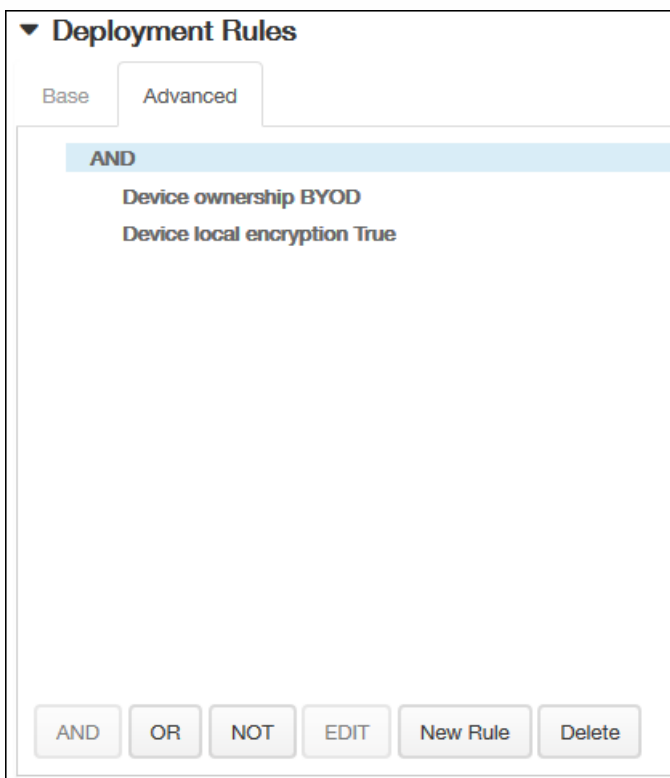 Deployment Rules
Base Advanced
AND
Device ownership BYOD
Device local encryption True
AND OR NOT EDIT New Rule Delete